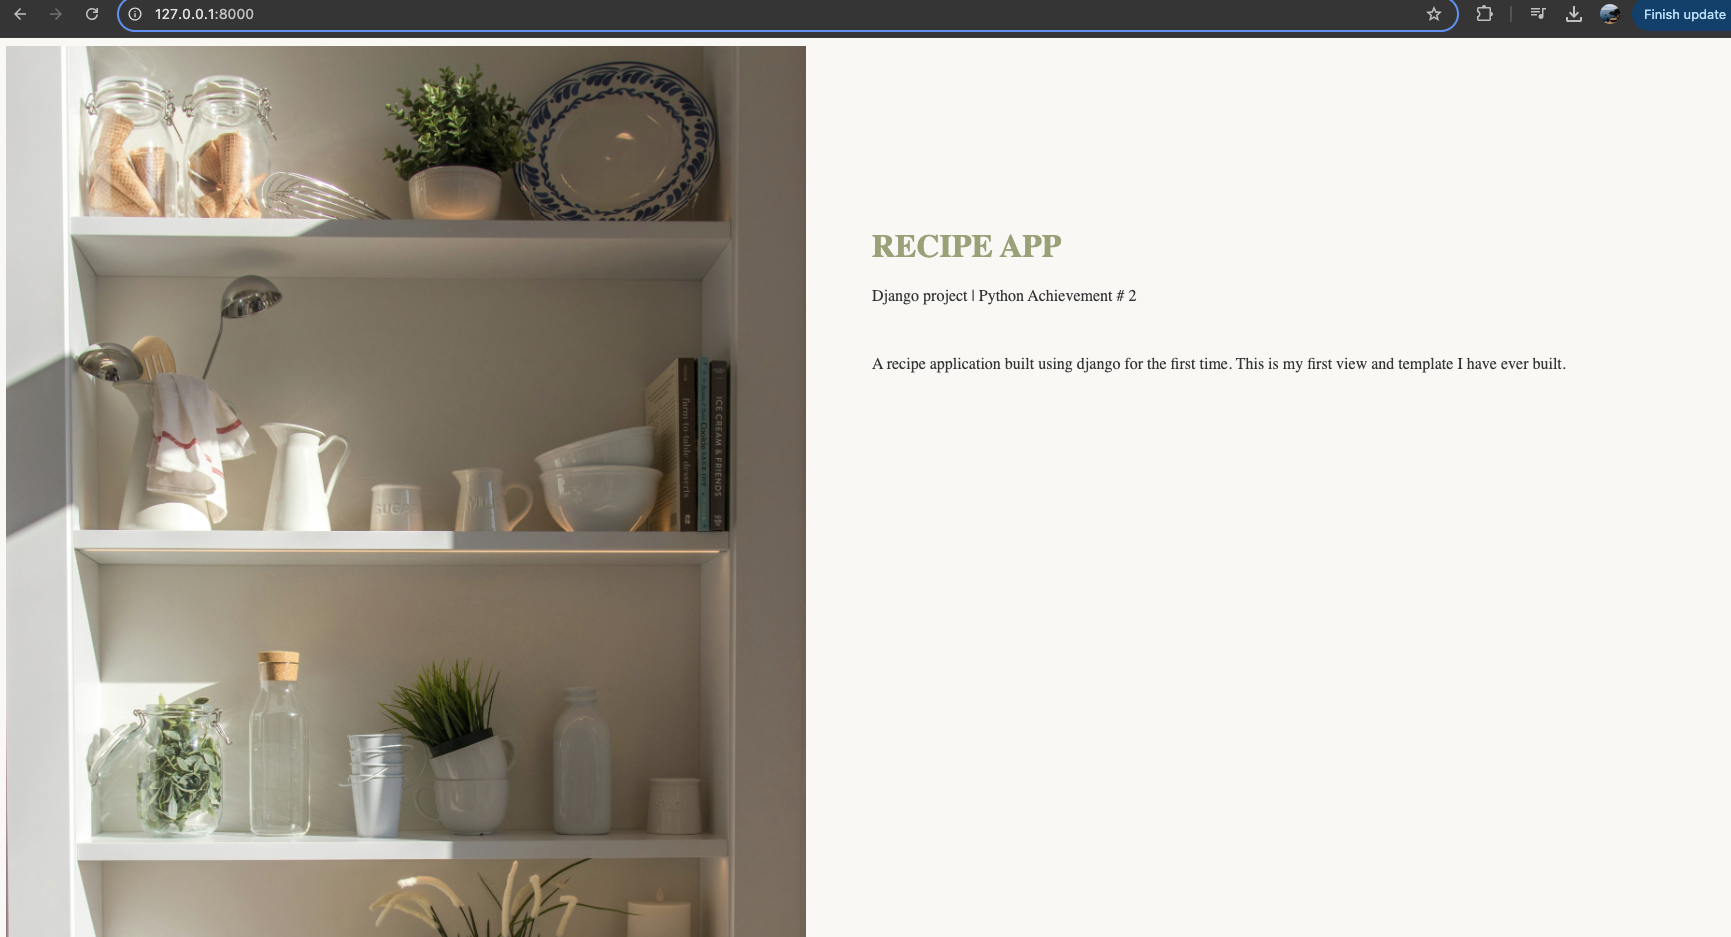 127.0.0.1:8000
Finish update
RECIPE APP
Django project | Python Achievement # 2
A recipe application built using django for the first time. This is my first view and template I have ever built.
farm-to-table desserts
ICE CREAM & FRIENDS
SUGAR
MILK